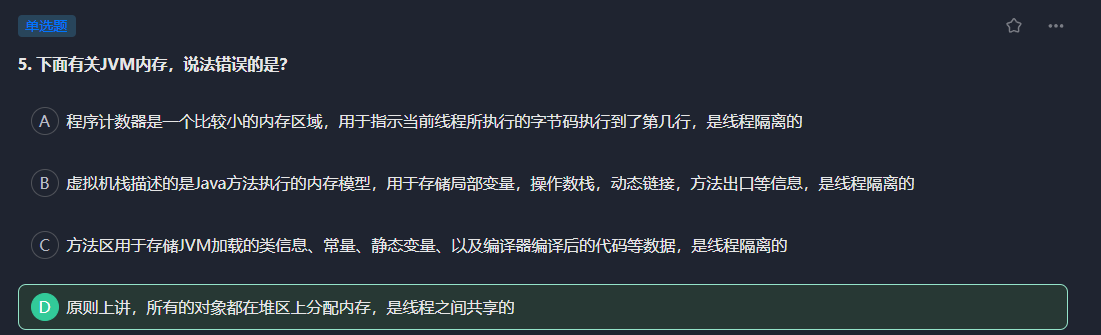 单选题
5. 下面有关JVM内存，说法错误的是?
A 程序计数器是一个比较小的内存区域，用于指示当前线程所执行的字节码执行到了第几行，是线程隔离的
B 虚拟机栈描述的是Java方法执行的内存模型，用于存储局部变量，操作数栈，动态链接，方法出口等信息，是线程隔离的
C 方法区用于存储JVM加载的类信息、常量、静态变量、以及编译器编译后的代码等数据，是线程隔离的
D 原则上讲，所有的对象都在堆区上分配内存，是线程之间共享的